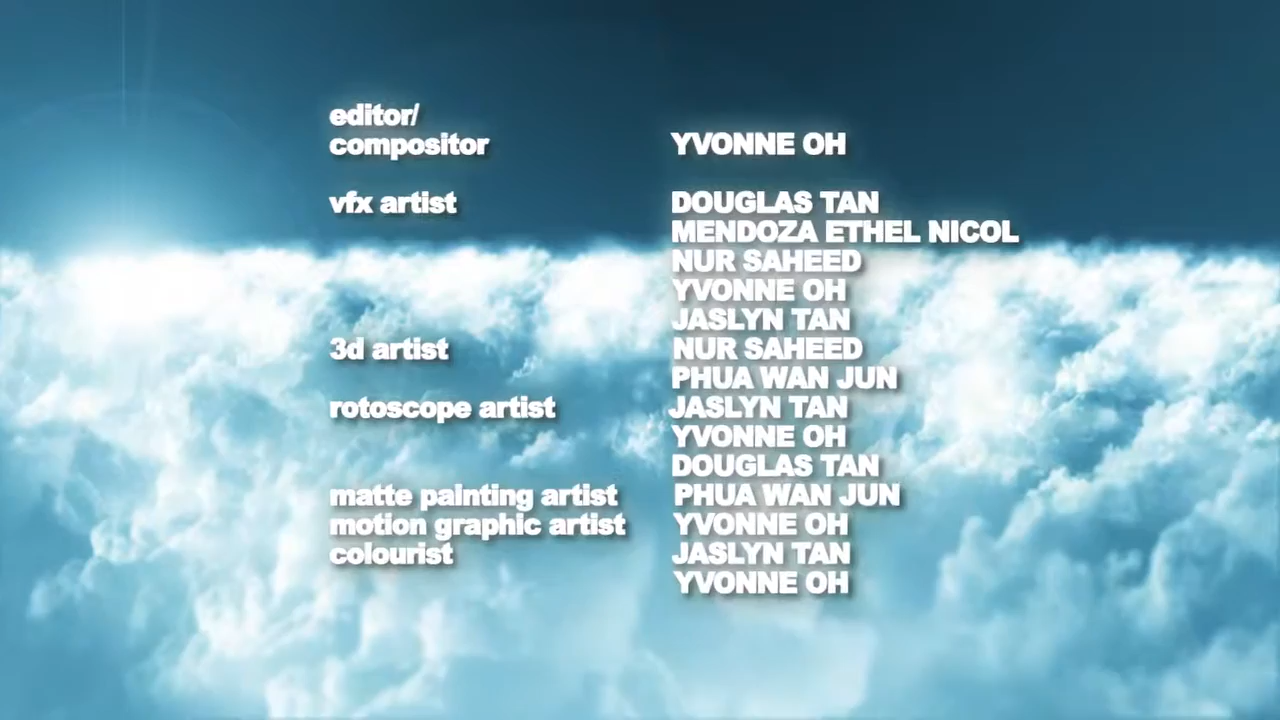 editor/
compositor YVONNE OH
vfx artist DOUGLAS TAN
MENDOZA ETHEL NICOL
NUR SAHEED
YVONNE OH
JASLYN TAN
3d artist NUR SAHEED
PHUA WAN JUN
rotoscope artist JASLYN TAN
YVONNE OH
DOUGLAS TAN
matte painting artist PHUA WAN JUN
motion graphic artist YVONNE OH
colourist JASLYN TAN
YVONNE OH